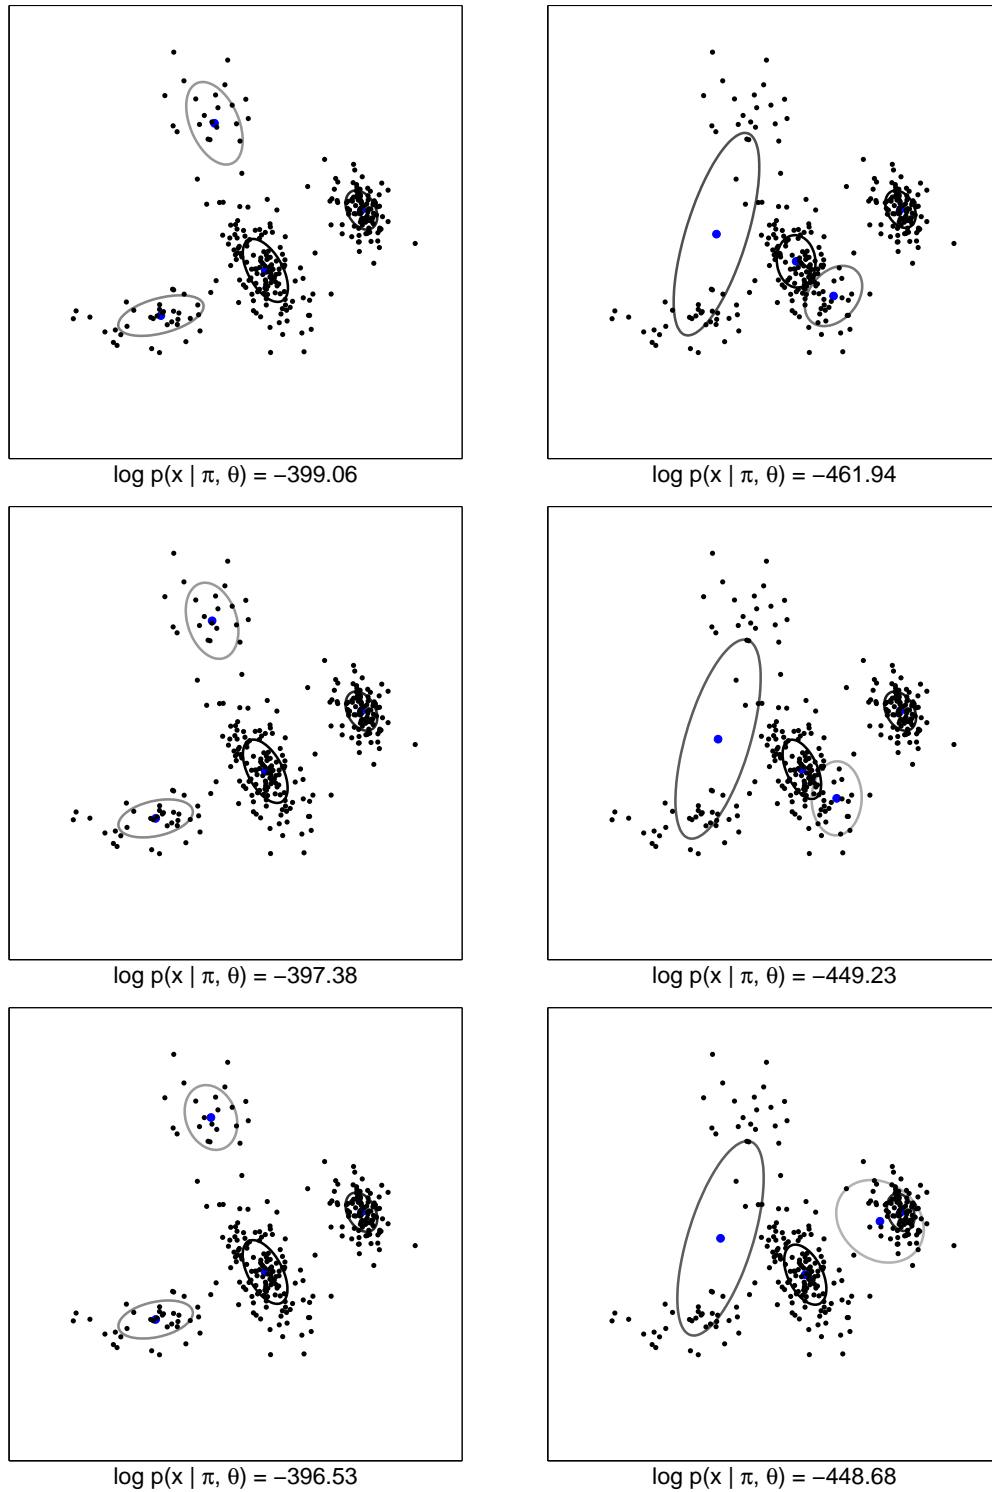 log p(x | π, θ) = −399.06
log p(x | π, θ) = −461.94
log p(x | π, θ) = −397.38
log p(x | π, θ) = −449.23
log p(x | π, θ) = −396.53
log p(x | π, θ) = −448.68